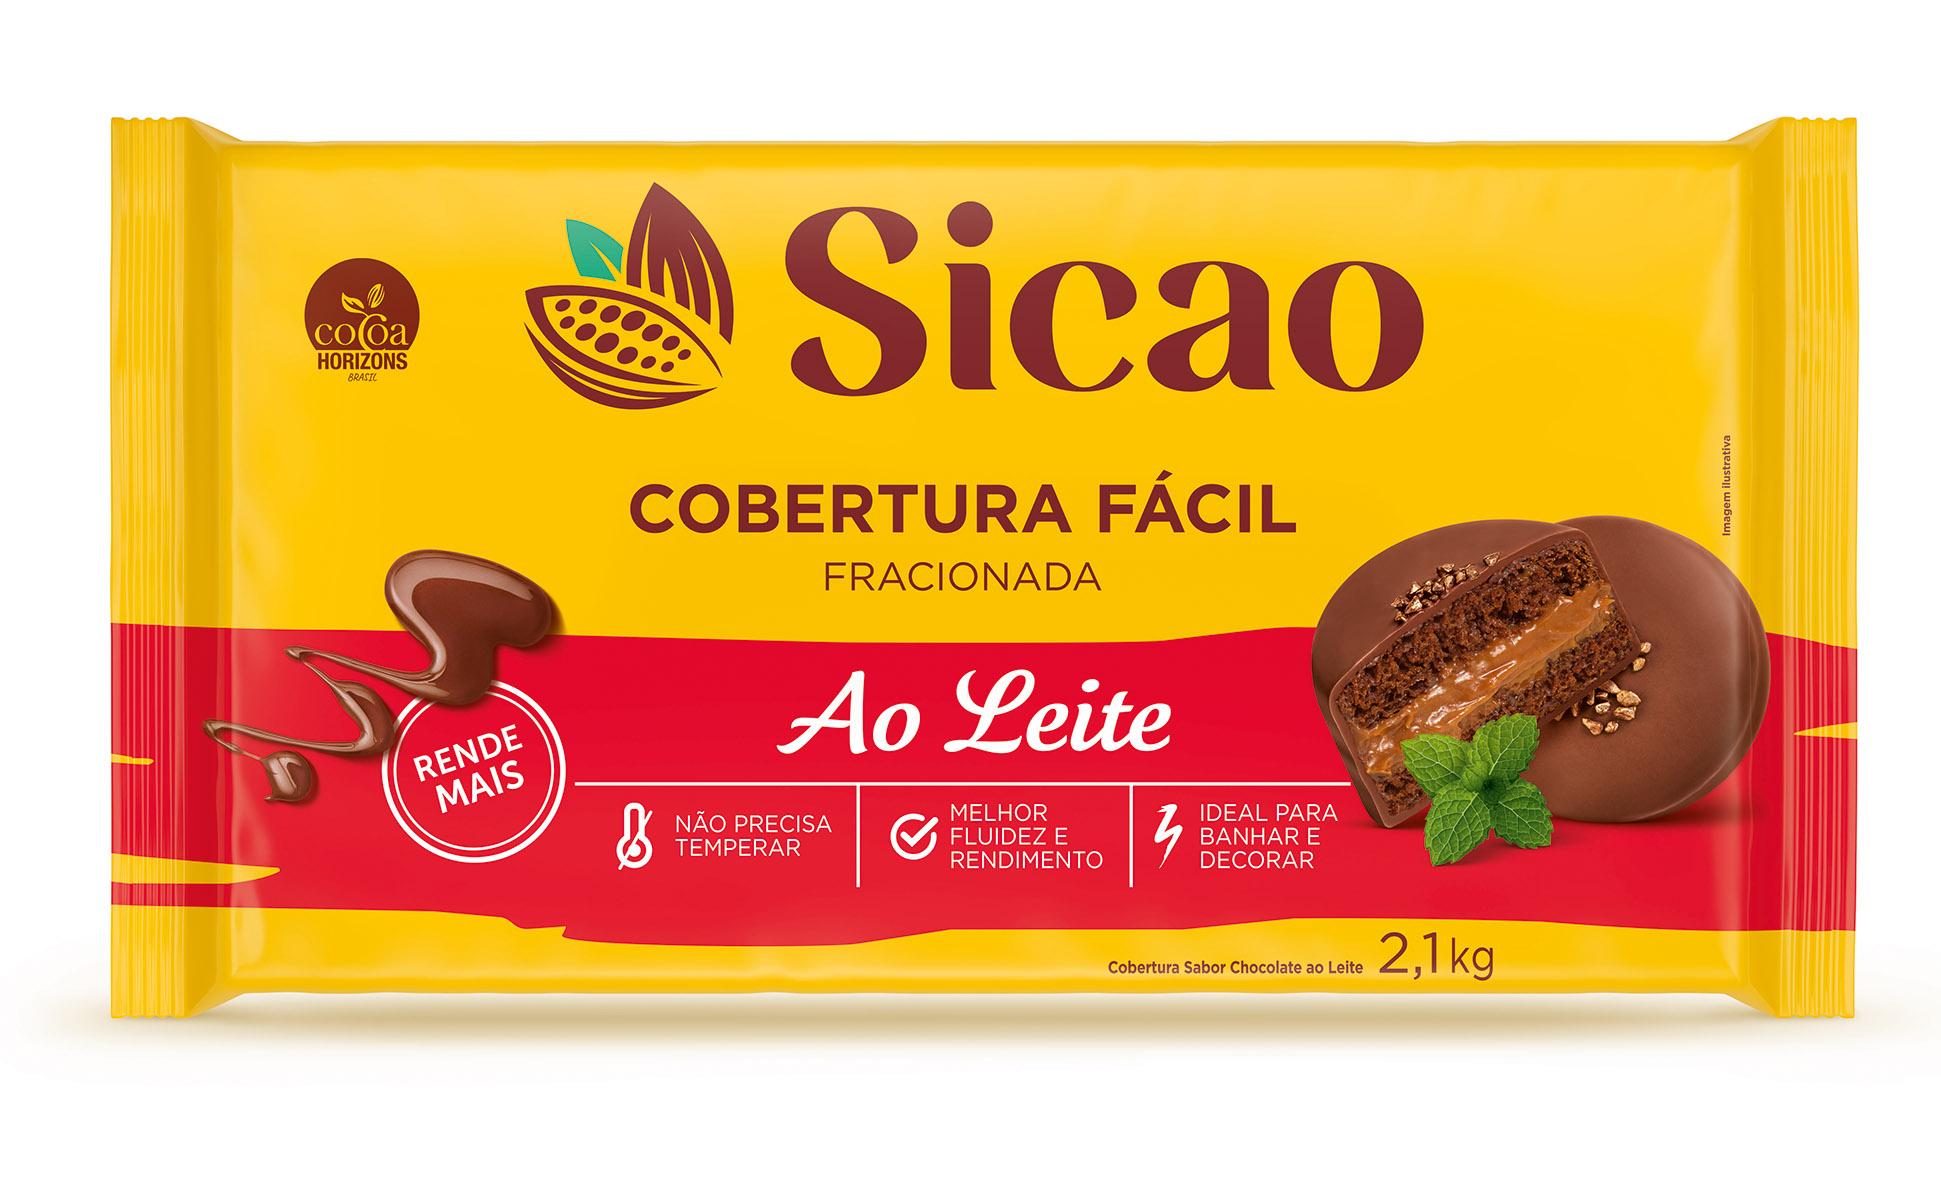 Sicao
cocoa
HORIZONS
BRASIL
COBERTURA FÁCIL
FRACIONADA
Imagem ilustrativa
Ao Leite
RENDE
MAIS
NÃO PRECISA
TEMPERAR
MELHOR
FLUIDEZ E
RENDIMENTO
IDEAL PARA
BANHAR E
DECORAR
Cobertura Sabor Chocolate ao Leite 2,1kg